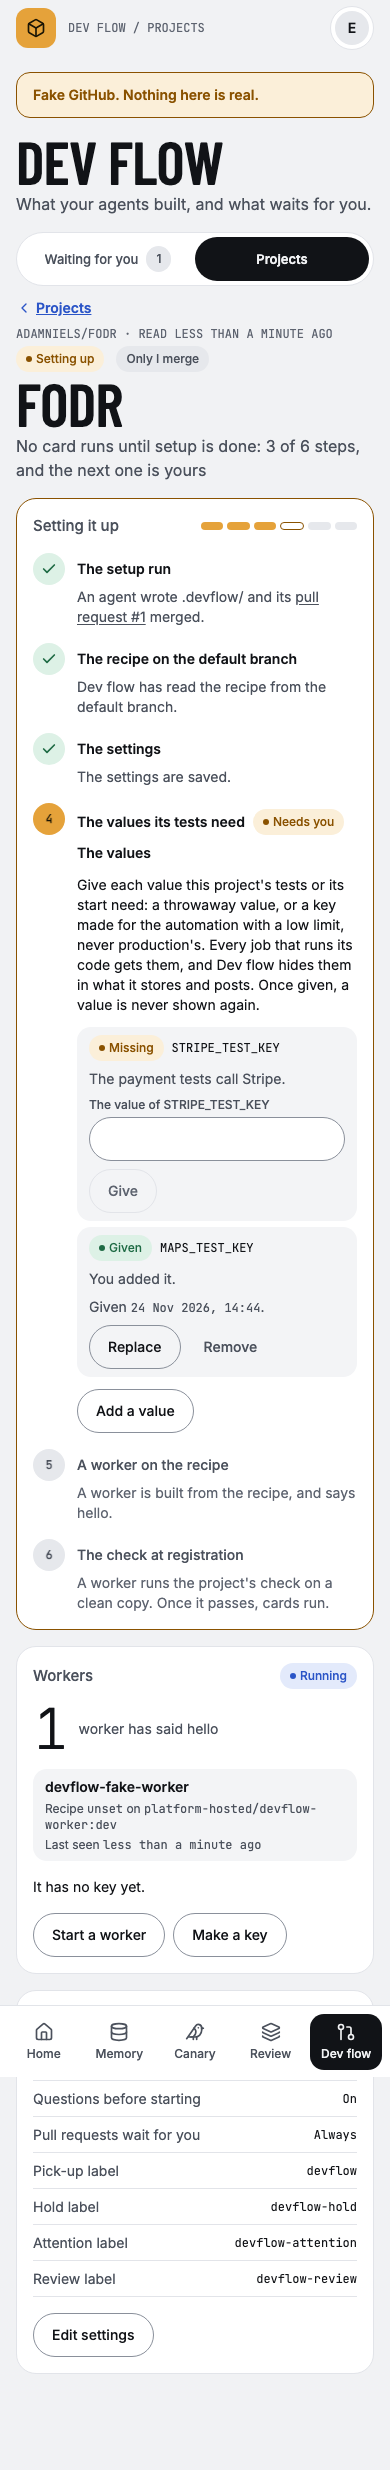 DEV FLOW / PROJECTS
E
Fake GitHub. Nothing here is real.
DEV FLOW
What your agents built, and what waits for you.
Waiting for you 1
Projects
Projects
ADAMNIELS/FODR · READ LESS THAN A MINUTE AGO
Setting up
Only I merge
FODR
No card runs until setup is done: 3 of 6 steps,
and the next one is yours
Setting it up
The setup run
An agent wrote .devflow/ and its pull
request #1 merged.
The recipe on the default branch
Dev flow has read the recipe from the
default branch.
The settings
The settings are saved.
4
The values its tests need
Needs you
The values
Give each value this project's tests or its
start need: a throwaway value, or a key
made for the automation with a low limit,
never production's. Every job that runs its
code gets them, and Dev flow hides them
in what it stores and posts. Once given, a
value is never shown again.
Missing STRIPE_TEST_KEY
The payment tests call Stripe.
The value of STRIPE_TEST_KEY
Give
Given MAPS_TEST_KEY
You added it.
Given 24 Nov 2026, 14:44.
Replace
Remove
Add a value
5
A worker on the recipe
A worker is built from the recipe, and says
hello.
6
The check at registration
A worker runs the project's check on a
clean copy. Once it passes, cards run.
Workers
Running
1 worker has said hello
devflow-fake-worker
Recipe unset on platform-hosted/devflow-
worker:dev
Last seen less than a minute ago
It has no key yet.
Start a worker
Make a key
Home
Memory
Canary
Review
Dev flow
Questions before starting On
Pull requests wait for you Always
Pick-up label devflow
Hold label devflow-hold
Attention label devflow-attention
Review label devflow-review
Edit settings